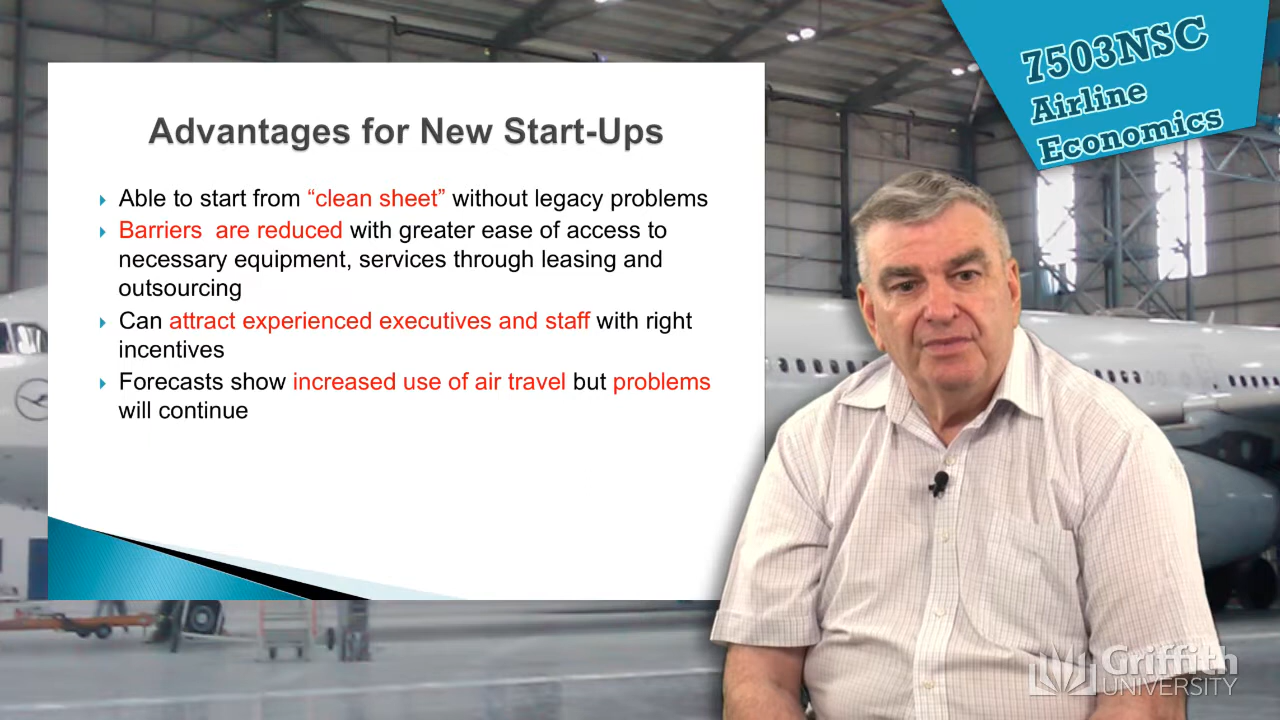 7503NSC
Airline
Economics
Advantages for New Start-Ups
Able to start from “clean sheet” without legacy problems
Barriers are reduced with greater ease of access to
necessary equipment, services through leasing and
outsourcing
Can attract experienced executives and staff with right
incentives
Forecasts show increased use of air travel but problems
will continue
Griffith
UNIVERSITY